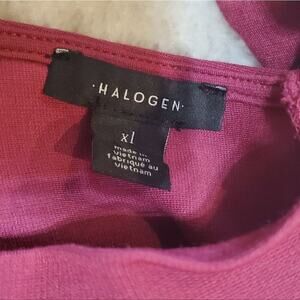 ·HALOGEN·
xl
made in
vietnam
fabriqué au
vietnam